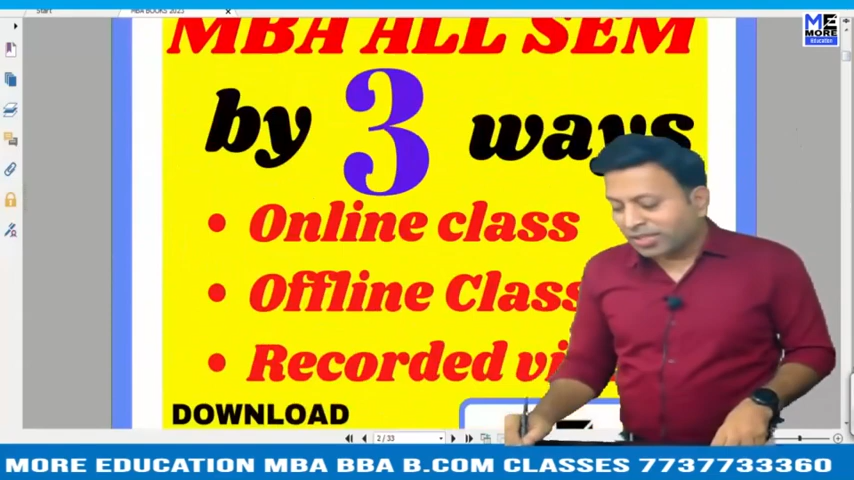 Start
MBA BOOKS 2023
ME
MORE
Education
MBA ALL SEM
by 3 ways
Online class
Offline Class
Recorded
DOWNLOAD
2 / 33
MORE EDUCATION MBA BBA B.COM CLASSES 7737733360